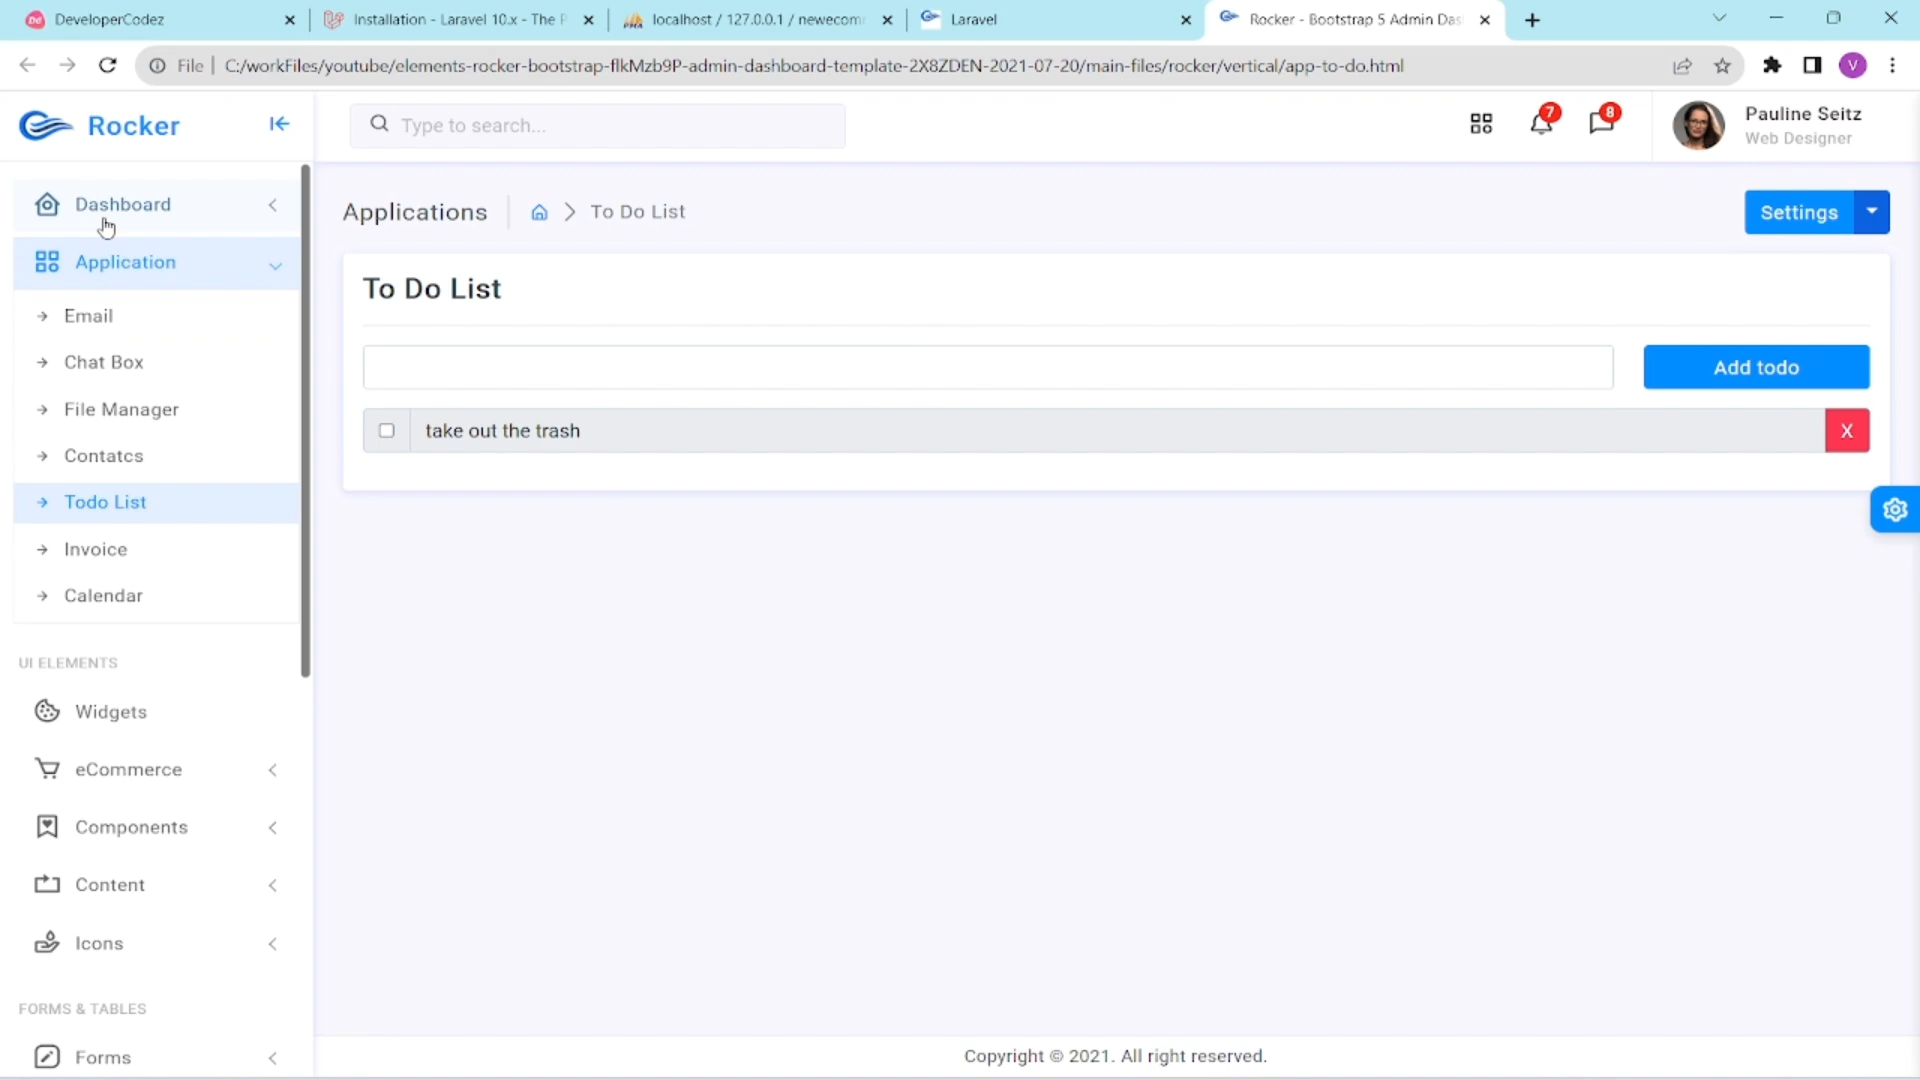 DeveloperCodez
Installation - Laravel 10.x - The P
localhost / 127.0.0.1 / newecom
Laravel
Rocker - Bootstrap 5 Admin Das
File
C:/workFiles/youtube/elements-rocker-bootstrap-flkMzb9P-admin-dashboard-template-2X8ZDEN-2021-07-20/main-files/rocker/vertical/app-to-do.html
V
Rocker
Type to search...
7
8
Pauline Seitz
Web Designer
Dashboard
Application
Email
Chat Box
File Manager
Contatcs
Todo List
Invoice
Calendar
UI ELEMENTS
Widgets
eCommerce
Components
Content
Icons
FORMS & TABLES
Forms
Applications
To Do List
Settings
To Do List
Add todo
take out the trash
X
Copyright © 2021. All right reserved.